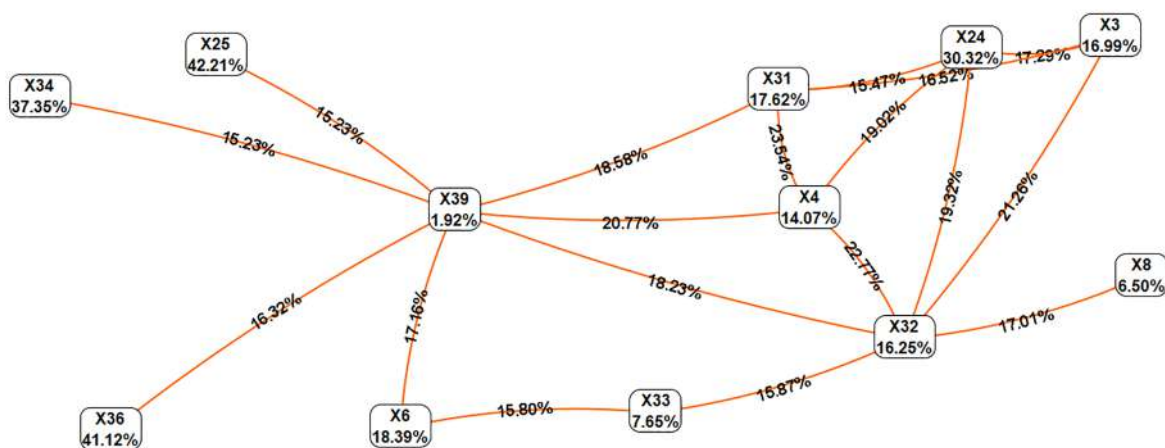 X3
16.99%
X24
30.32%
17.29%
X25
42.21%
X31
17.62%
15.47%
16.52%
X34
37.35%
15.23%
15.23%
18.58%
23.54%
19.02%
X39
1.92%
X4
14.07%
20.77%
19.32%
21.26%
X8
6.50%
22.77%
18.23%
16.32%
17.16%
X32
16.25%
17.01%
15.87%
X36
41.12%
X6
18.39%
15.80%
X33
7.65%